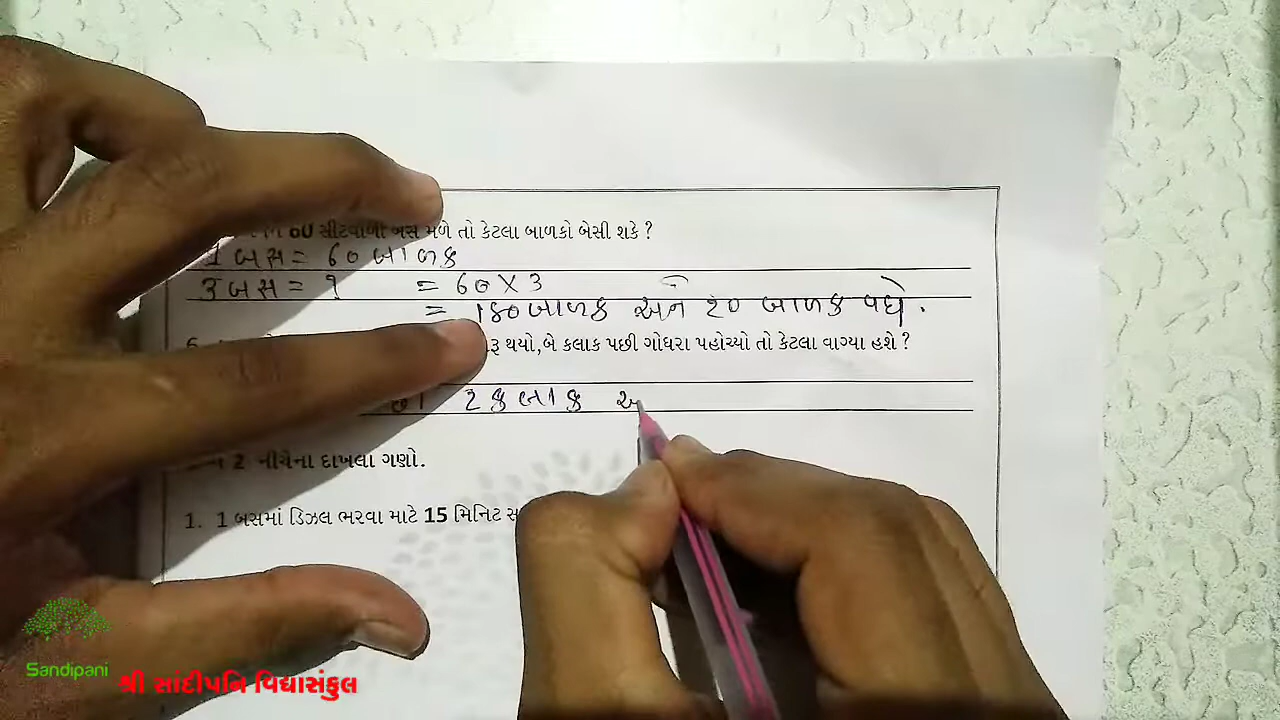 60 સીટવાળી બસ મળે તો કેટલા બાળકો બેસી શકે ?
1 બસ = 60 બાળક
3 બસ = ? = 60 X 3
= 180 બાળક અને 20 બાળક વધે.
થયો,બે કલાક પછી ગોધરા પહોચ્યો તો કેટલા વાગ્યા હશે ?
2 કલાક અ
2 નીચેના દાખલા ગણો.
1. 1 બસમાં ડિઝલ ભરવા માટે 15 મિનિટ
Sandipani
શ્રી સાંદીપનિ વિદ્યાસંકુલ